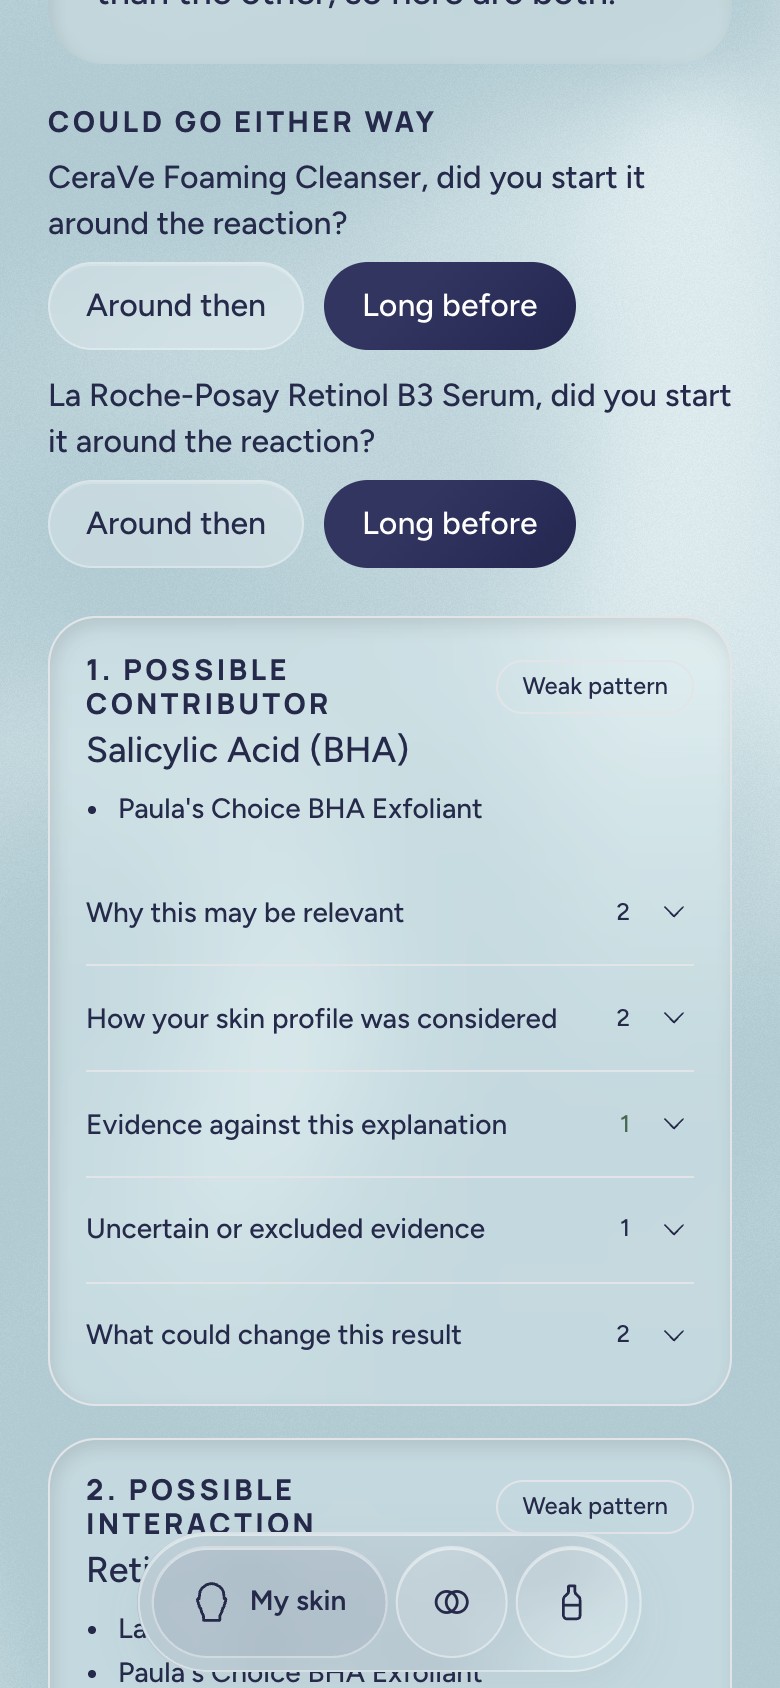 COULD GO EITHER WAY
CeraVe Foaming Cleanser, did you start it
around the reaction?
Around then
Long before
La Roche-Posay Retinol B3 Serum, did you start
it around the reaction?
Around then
Long before
1. POSSIBLE
CONTRIBUTOR
Weak pattern
Salicylic Acid (BHA)
• Paula's Choice BHA Exfoliant
Why this may be relevant 2
How your skin profile was considered 2
Evidence against this explanation 1
Uncertain or excluded evidence 1
What could change this result 2
2. POSSIBLE
INTERACTION
Weak pattern
My skin
• Paula's Choice BHA Exfoliant